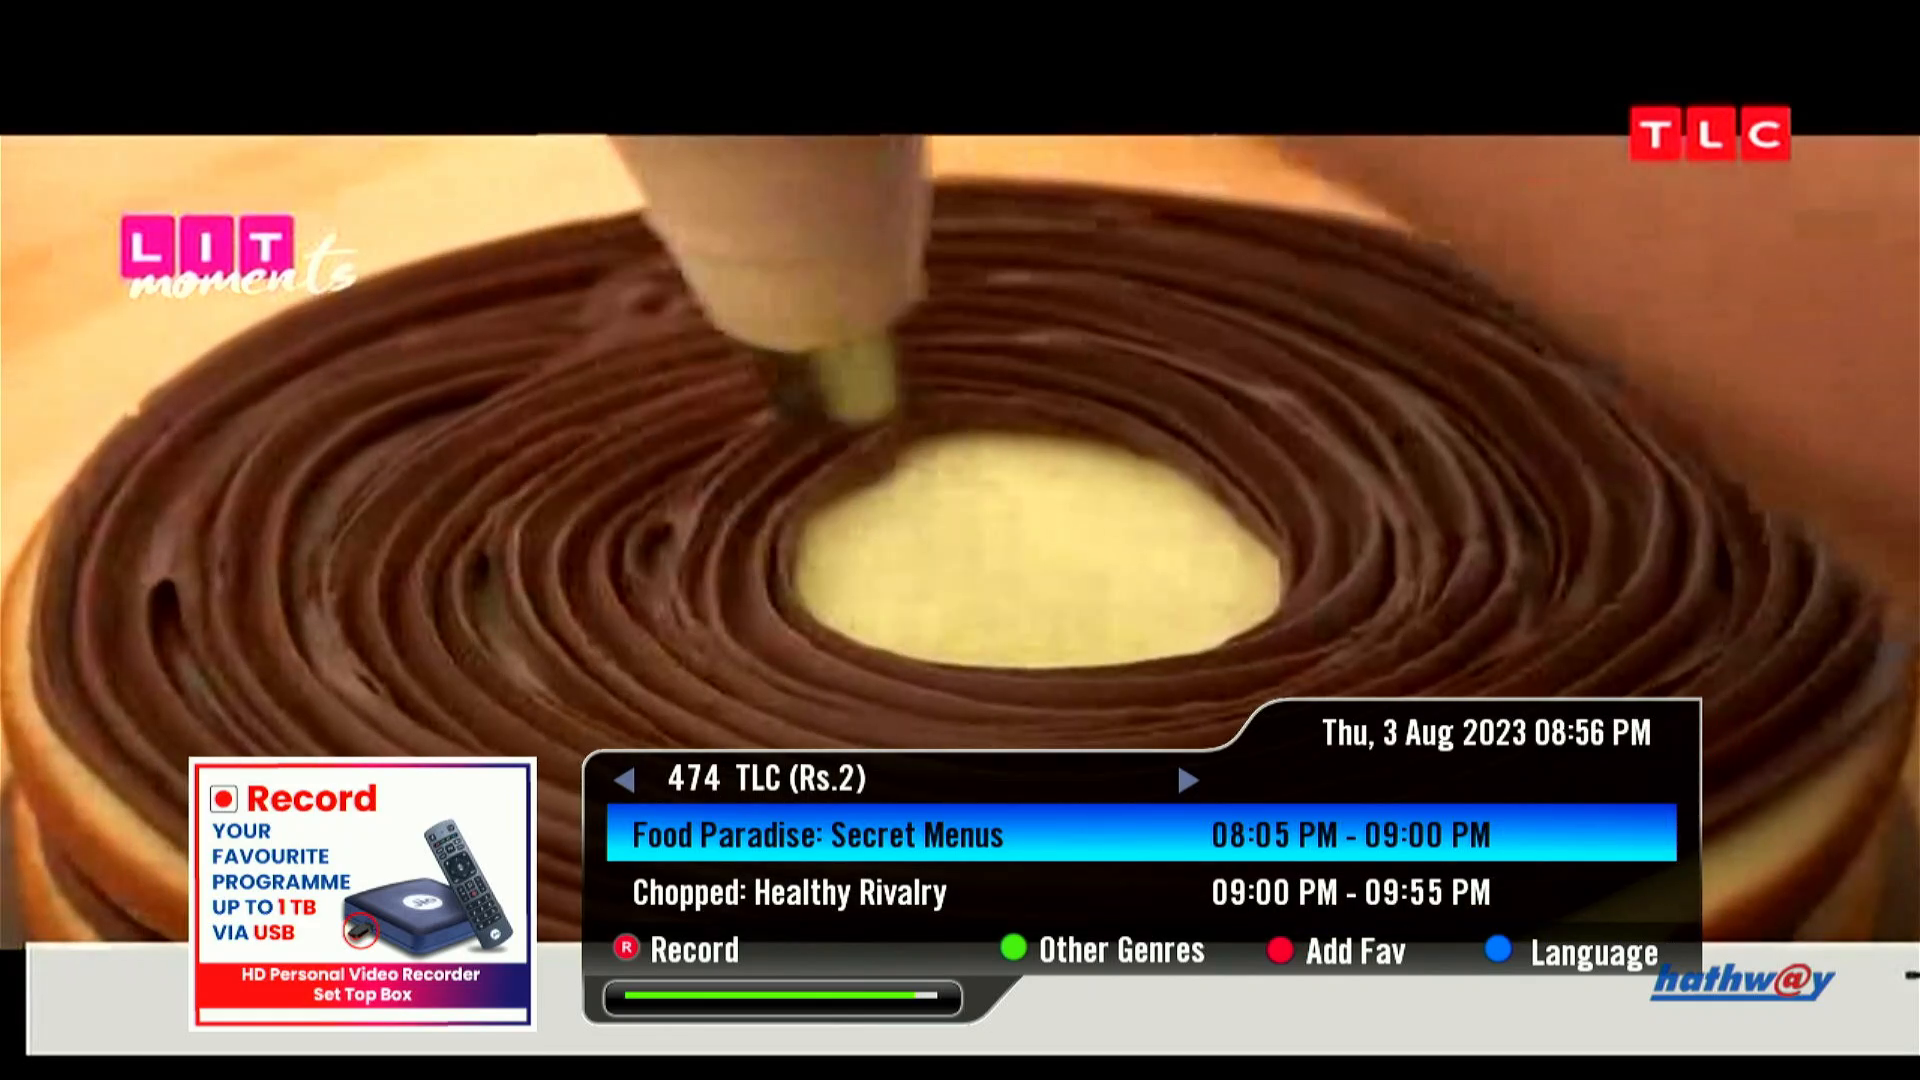 TLC
LIT
moments
Thu, 3 Aug 2023 08:56 PM
474 TLC (Rs.2)
Food Paradise: Secret Menus 08:05 PM - 09:00 PM
Chopped: Healthy Rivalry 09:00 PM - 09:55 PM
R Record Other Genres Add Fav Language
Record
YOUR
FAVOURITE
PROGRAMME
UP TO 1 TB
VIA USB
Jio
HD Personal Video Recorder
Set Top Box
hathw@y